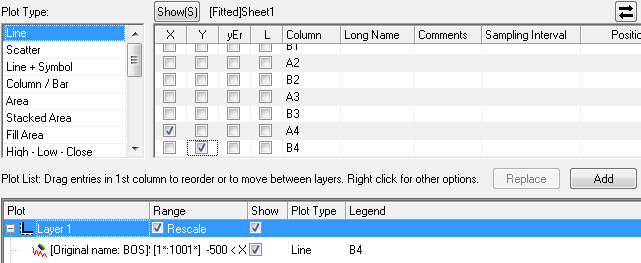 Plot Type: Show(S) [Fitted]Sheet1
Line X Y yEr L Column Long Name Comments Sampling Interval Positio
Scatter B1
Line + Symbol A2
Column / Bar B2
Area A3
Stacked Area B3
Fill Area A4
High - Low - Close B4
Plot List: Drag entries in 1st column to reorder or to move between layers. Right click for other options. Replace Add
Plot Range Show Plot Type Legend
Layer 1 Rescale
[Original name: BOS]! [1*:1001*] -500 < X Line B4